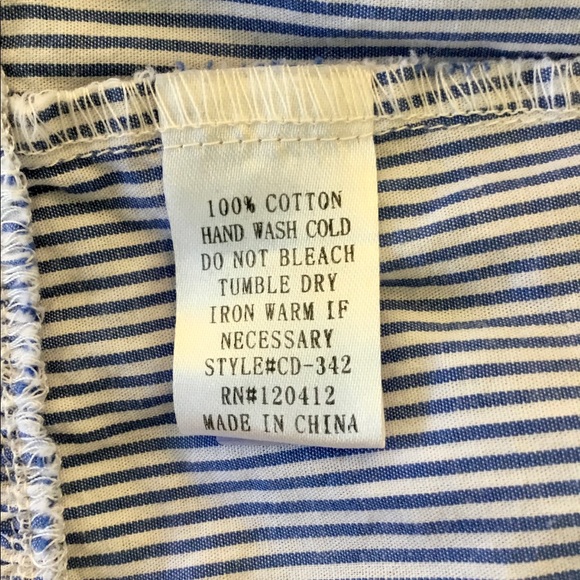 100% COTTON
HAND WASH COLD
DO NOT BLEACH
TUMBLE DRY
IRON WARM IF
NECESSARY
STYLE#CD-342
RN#120412
MADE IN CHINA